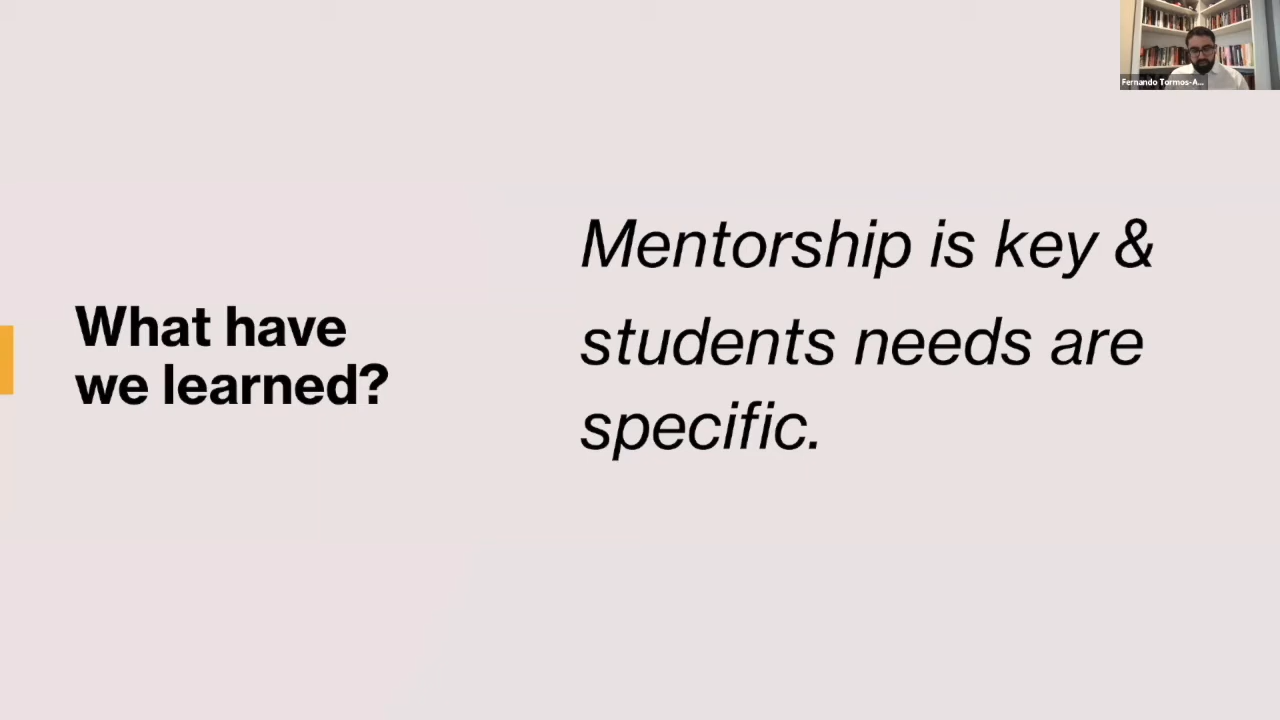 Fernando Tormos-A...
What have
we learned?
Mentorship is key &
students needs are
specific.